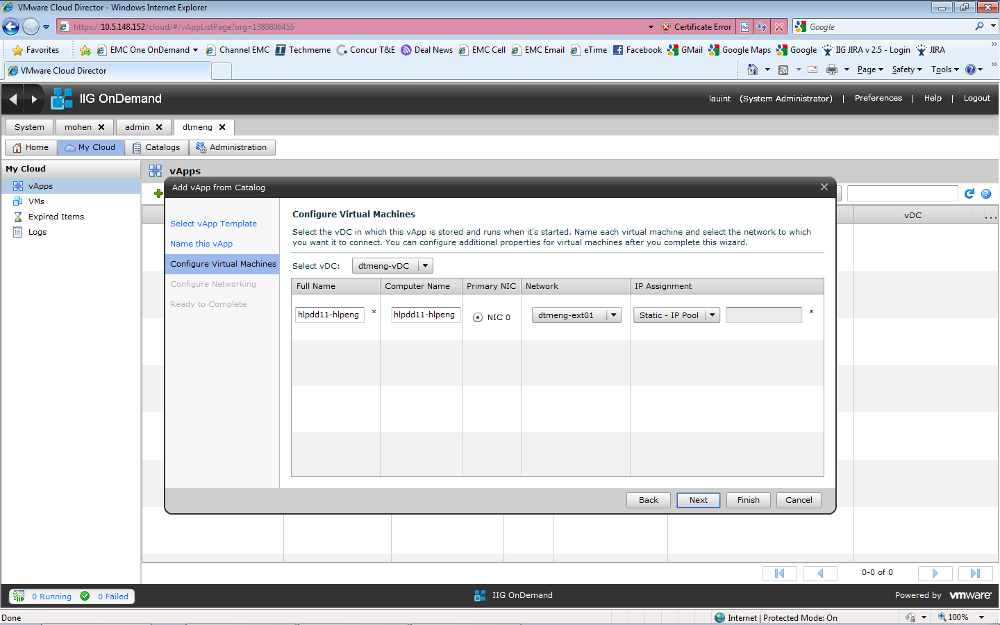 VMware Cloud Director - Windows Internet Explorer
https://10.5.148.152/cloud/#/vAppListPage?org=1380806455
Certificate Error
Google
Favorites
EMC One OnDemand
Channel EMC
Techmeme
Concur T&E
Deal News
EMC Cell
EMC Email
eTime
Facebook
GMail
Google Maps
Google
IIG JIRA v 2.5 - Login
JIRA
VMware Cloud Director
Page
Safety
Tools
IIG OnDemand
lauint (System Administrator) | Preferences | Help | Logout
System
mohen
admin
dtmeng
Home
My Cloud
Catalogs
Administration
My Cloud
vApps
VMs
Expired Items
Logs
vApps
vDC
...
Add vApp from Catalog
Select vApp Template
Name this vApp
Configure Virtual Machines
Configure Networking
Ready to Complete
Configure Virtual Machines
Select the vDC in which this vApp is stored and runs when it's started. Name each virtual machine and select the network to which
you want it to connect. You can configure additional properties for virtual machines after you complete this wizard.
Select vDC: dtmeng-vDC
Full Name Computer Name Primary NIC Network IP Assignment
hlpdd11-hlpeng * hlpdd11-hlpeng NIC 0 dtmeng-ext01 Static - IP Pool *
Back Next Finish Cancel
0-0 of 0
0 Running 0 Failed
IIG OnDemand
Powered by vmware
Done
Internet | Protected Mode: On
100%